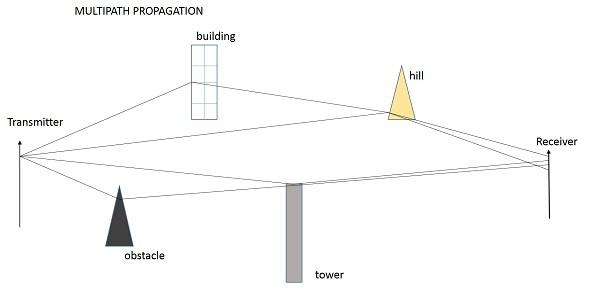 MULTIPATH PROPAGATION
building
hill
Transmitter
Receiver
obstacle
tower